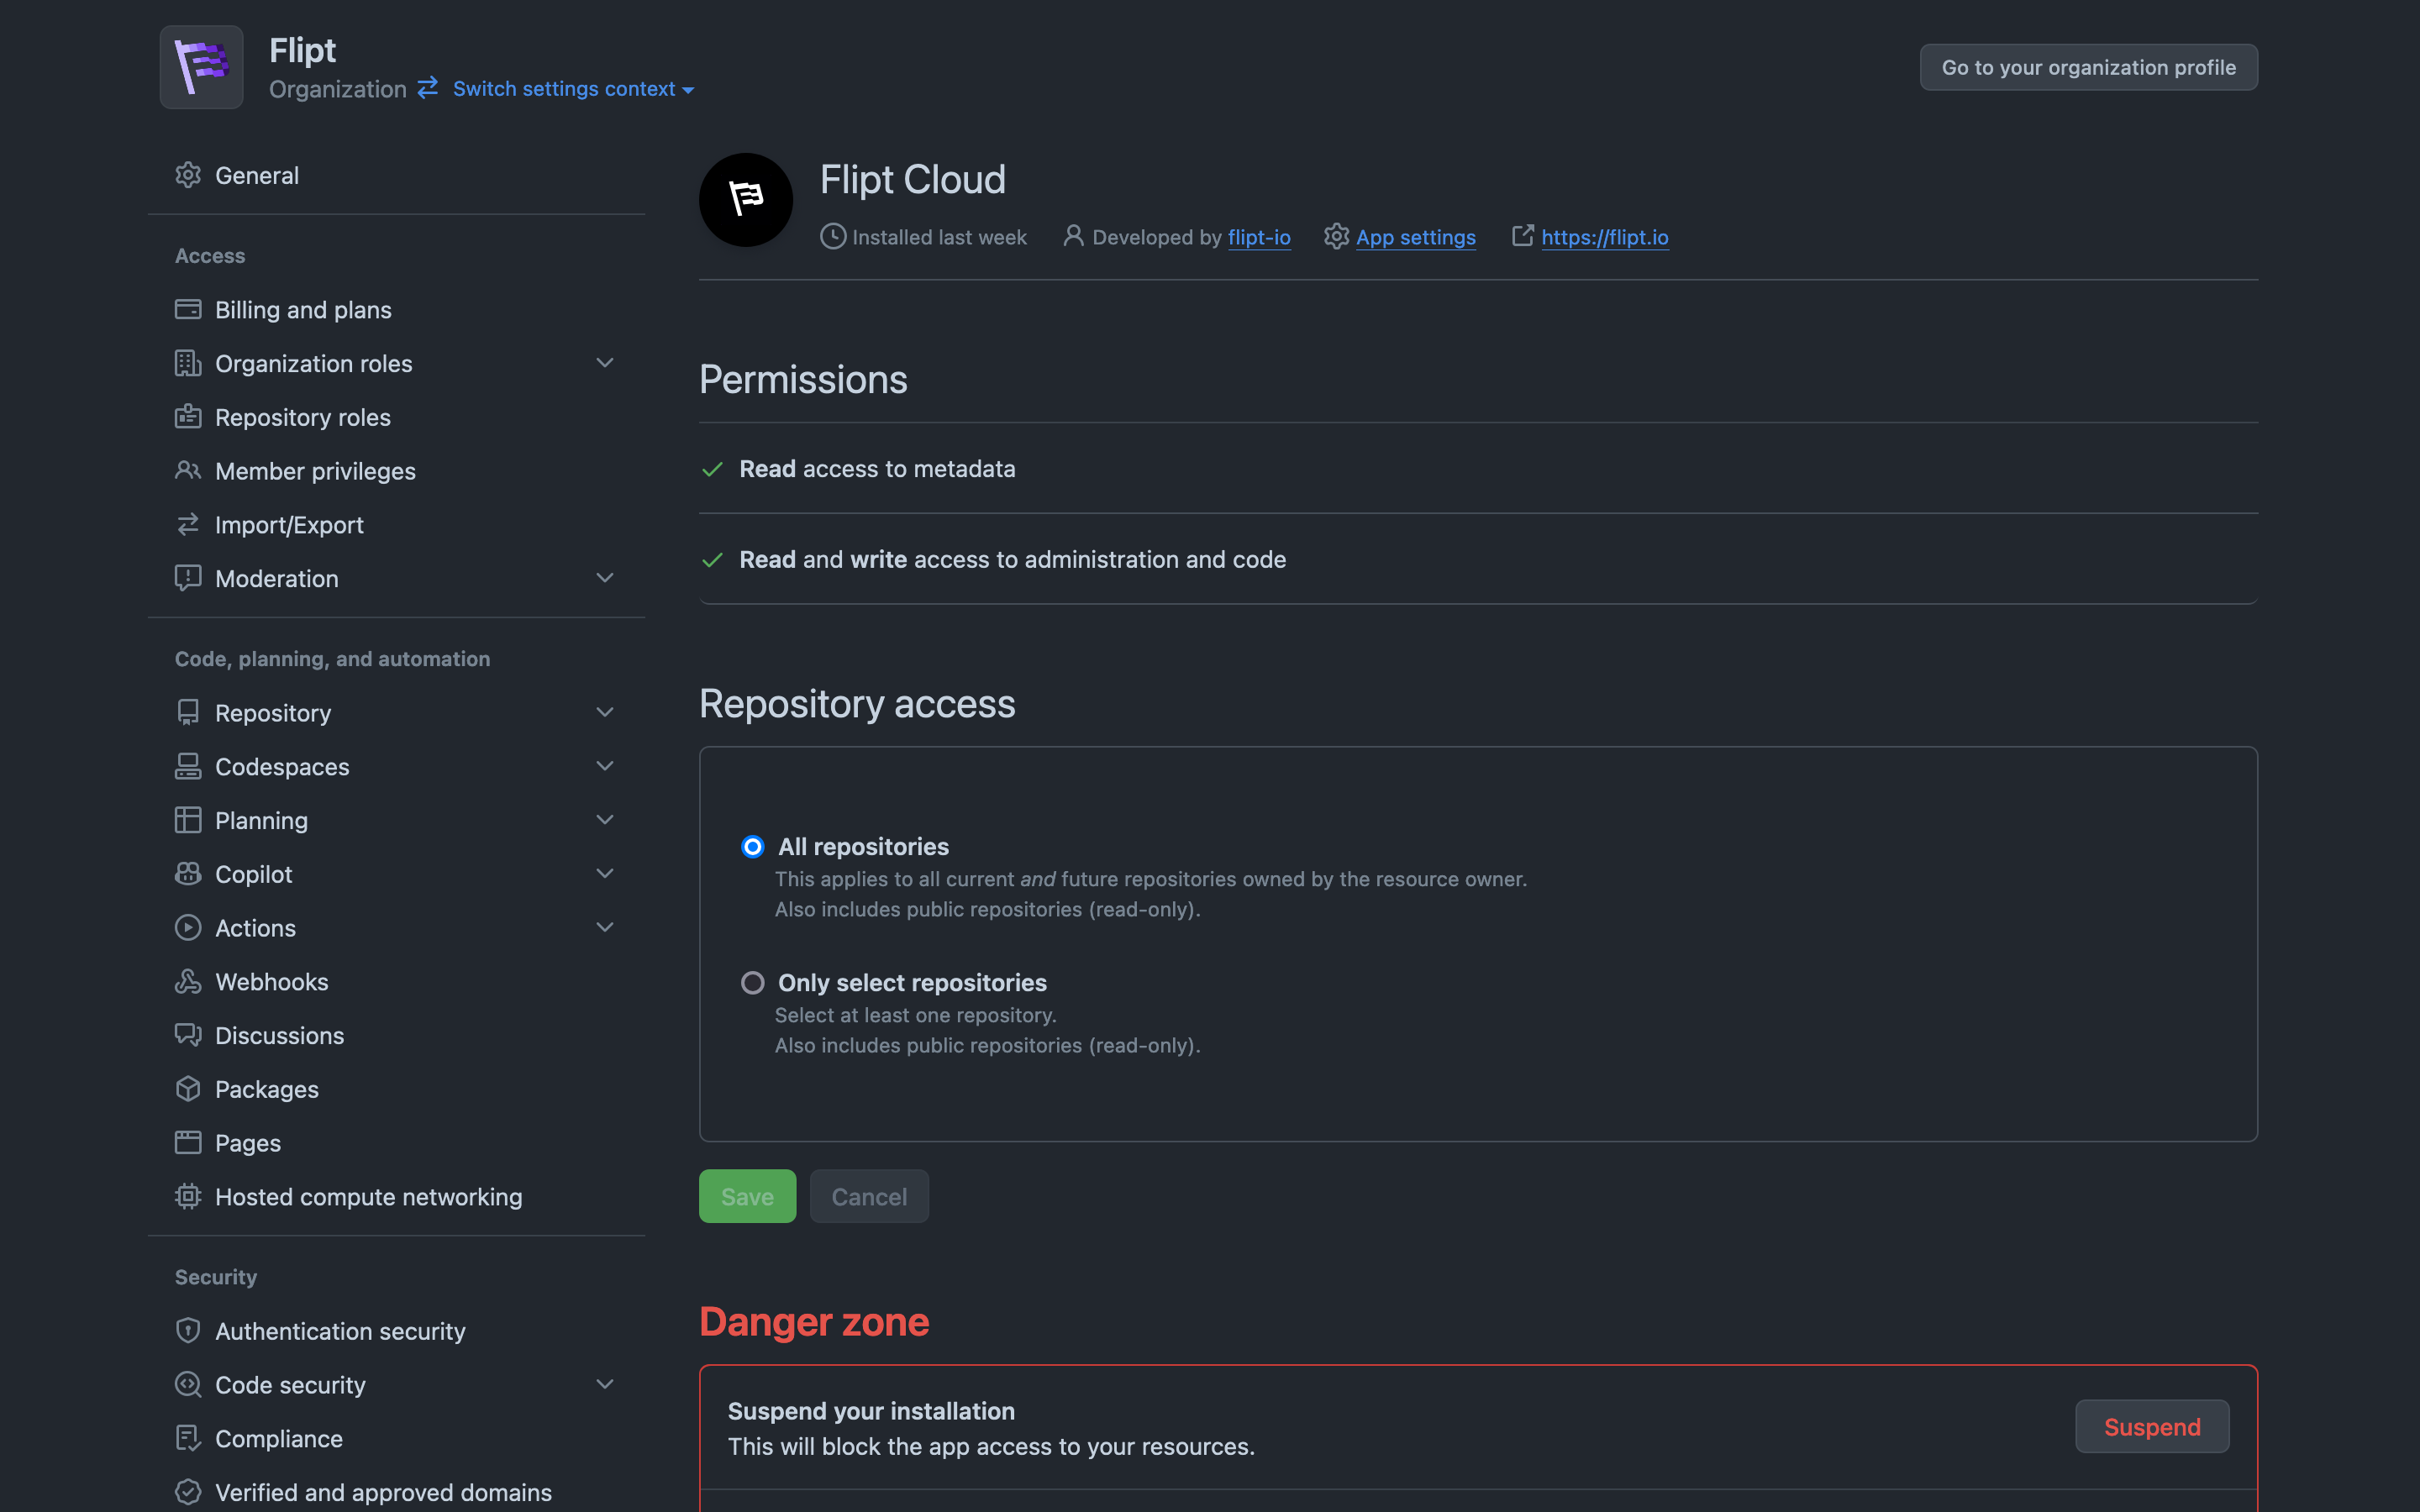 Flipt
Organization Switch settings context
Go to your organization profile
General
Access
Billing and plans
Organization roles
Repository roles
Member privileges
Import/Export
Moderation
Code, planning, and automation
Repository
Codespaces
Planning
Copilot
Actions
Webhooks
Discussions
Packages
Pages
Hosted compute networking
Security
Authentication security
Code security
Compliance
Verified and approved domains
Flipt Cloud
Installed last week Developed by flipt-io App settings https://flipt.io
Permissions
Read access to metadata
Read and write access to administration and code
Repository access
All repositories
This applies to all current and future repositories owned by the resource owner.
Also includes public repositories (read-only).
Only select repositories
Select at least one repository.
Also includes public repositories (read-only).
Save Cancel
Danger zone
Suspend your installation
This will block the app access to your resources.
Suspend